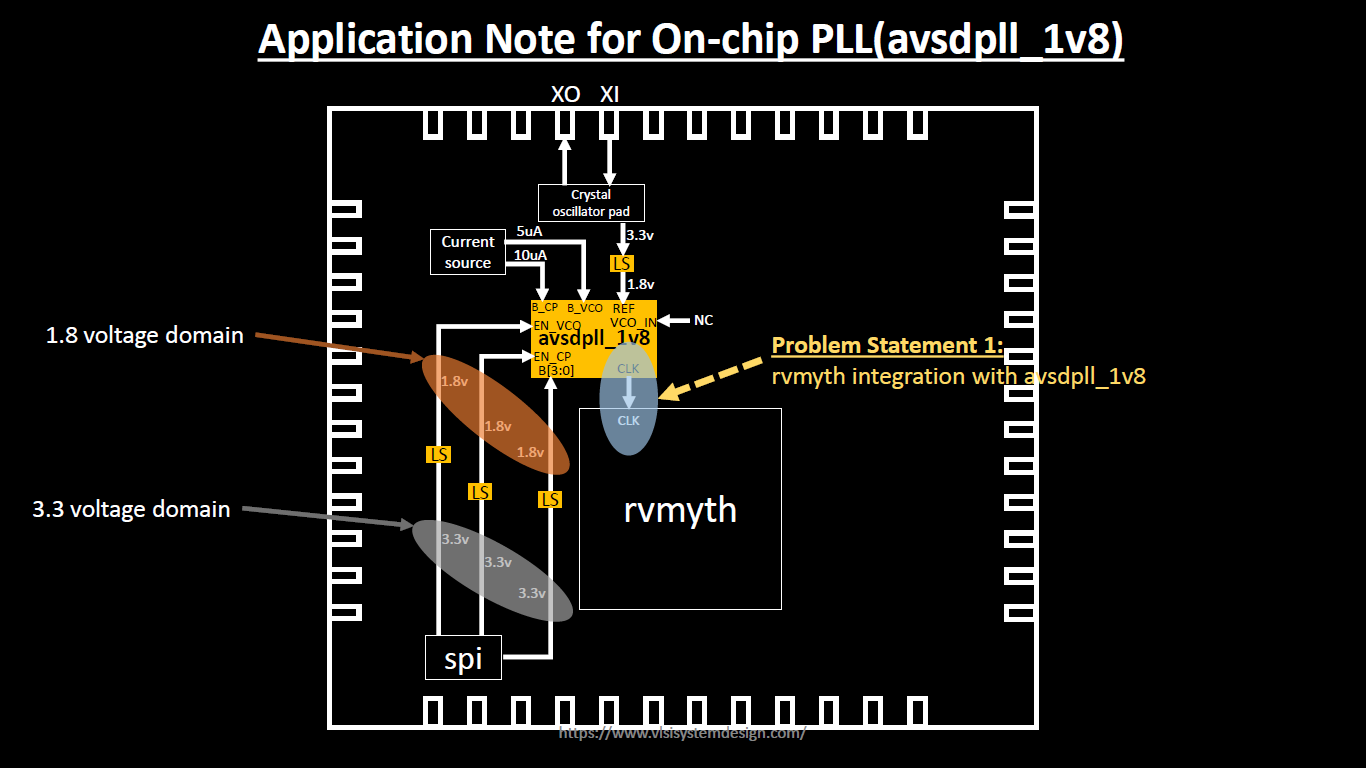 Application Note for On-chip PLL(avsdpll_1v8)
XO XI
Crystal
oscillator pad
Current
source
5uA
10uA
3.3v
LS
1.8v
B_CP B_VCO REF
VCO_IN
NC
EN_VCO
avsdpll_1v8
EN_CP
B[3:0]
CLK
CLK
1.8 voltage domain
1.8v
1.8v
1.8v
Problem Statement 1:
rvmyth integration with avsdpll_1v8
LS
LS
LS
rvmyth
3.3 voltage domain
3.3v
3.3v
3.3v
spi
https://www.vlsisystemdesign.com/